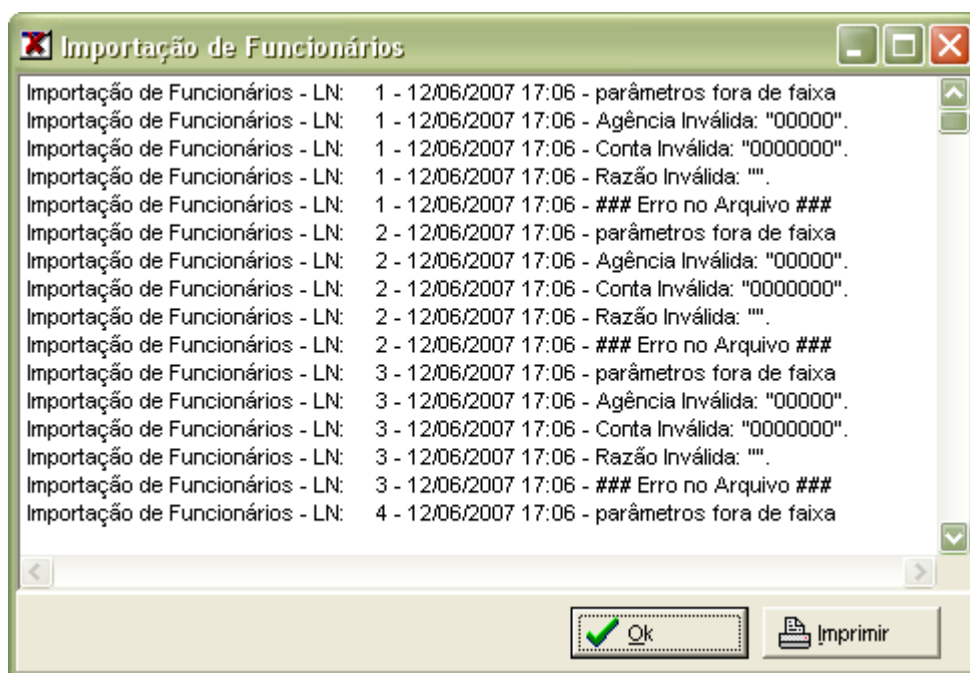 Importação de Funcionários
Importação de Funcionários - LN: 1 - 12/06/2007 17:06 - parâmetros fora de faixa
Importação de Funcionários - LN: 1 - 12/06/2007 17:06 - Agência Inválida: "00000".
Importação de Funcionários - LN: 1 - 12/06/2007 17:06 - Conta Inválida: "0000000".
Importação de Funcionários - LN: 1 - 12/06/2007 17:06 - Razão Inválida: "".
Importação de Funcionários - LN: 1 - 12/06/2007 17:06 - ### Erro no Arquivo ###
Importação de Funcionários - LN: 2 - 12/06/2007 17:06 - parâmetros fora de faixa
Importação de Funcionários - LN: 2 - 12/06/2007 17:06 - Agência Inválida: "00000".
Importação de Funcionários - LN: 2 - 12/06/2007 17:06 - Conta Inválida: "0000000".
Importação de Funcionários - LN: 2 - 12/06/2007 17:06 - Razão Inválida: "".
Importação de Funcionários - LN: 2 - 12/06/2007 17:06 - ### Erro no Arquivo ###
Importação de Funcionários - LN: 3 - 12/06/2007 17:06 - parâmetros fora de faixa
Importação de Funcionários - LN: 3 - 12/06/2007 17:06 - Agência Inválida: "00000".
Importação de Funcionários - LN: 3 - 12/06/2007 17:06 - Conta Inválida: "0000000".
Importação de Funcionários - LN: 3 - 12/06/2007 17:06 - Razão Inválida: "".
Importação de Funcionários - LN: 3 - 12/06/2007 17:06 - ### Erro no Arquivo ###
Importação de Funcionários - LN: 4 - 12/06/2007 17:06 - parâmetros fora de faixa
Ok Imprimir